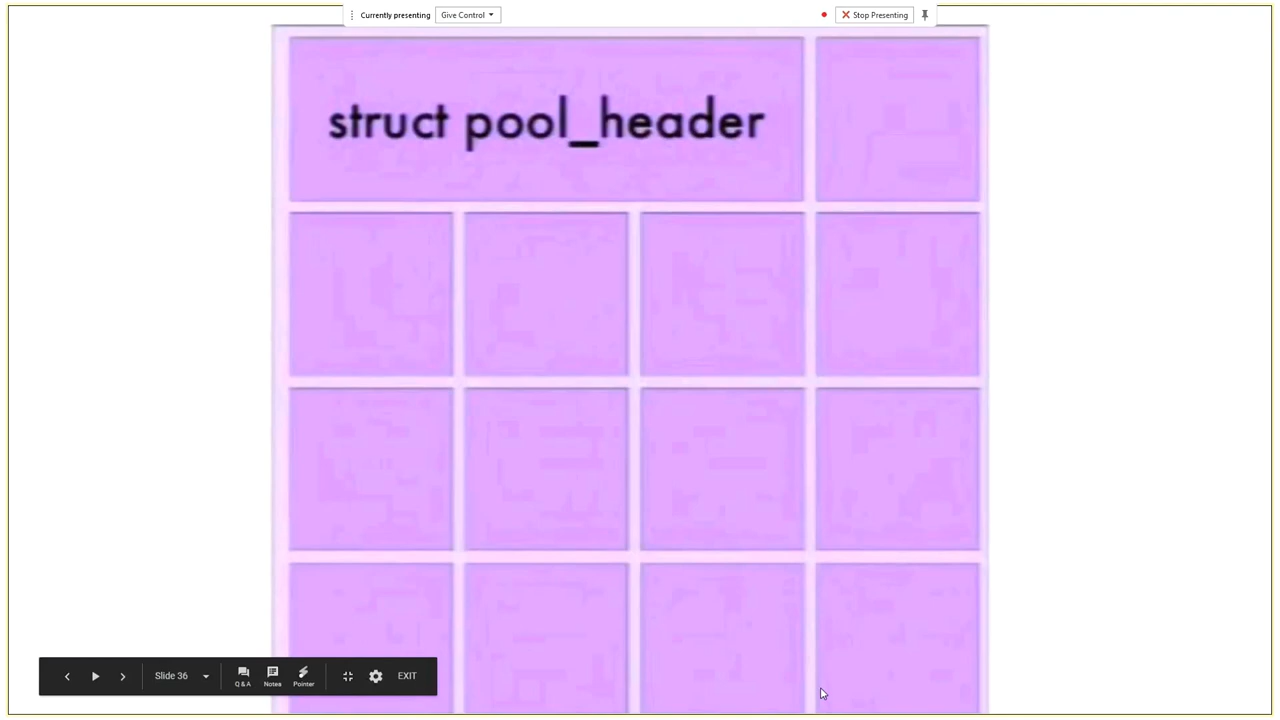 Currently presenting Give Control Stop Presenting
struct pool_header
Slide 36 Q & A Notes Pointer EXIT